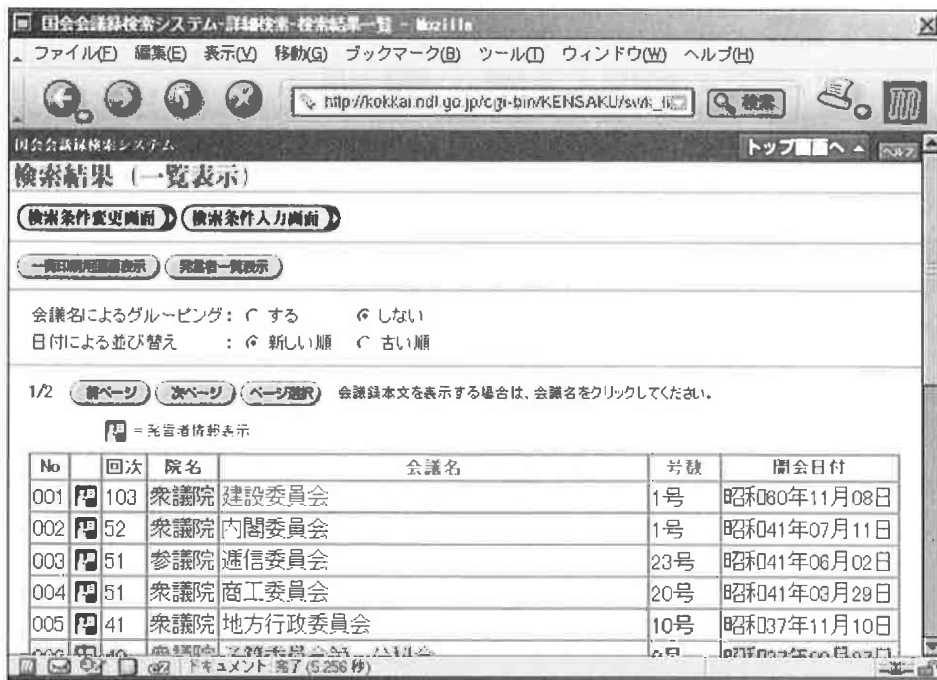 国会会議録検索システム-詳細検索-検索結果一覧 - Mozilla
ファイル(F) 編集(E) 表示(V) 移動(G) ブックマーク(B) ツール(T) ウィンドウ(W) ヘルプ(H)
http://kokkai.ndl.go.jp/cgi-bin/KENSAKU/swk_li 検索
国会会議録検索システム トップ画面へ ヘルプ
検索結果 (一覧表示)
検索条件変更画面 検索条件入力画面
一覧印刷用画面表示 発言者一覧表示
会議名によるグルーピング: する しない
日付による並び替え : 新しい順 古い順
1/2 前ページ 次ページ ページ選択 会議録本文を表示する場合は、会議名をクリックしてください。
= 発言者情報表示
No 回次 院名 会議名 号数 開会日付
001 103 衆議院 建設委員会 1号 昭和60年11月08日
002 52 衆議院 内閣委員会 1号 昭和41年07月11日
003 51 参議院 逓信委員会 23号 昭和41年06月02日
004 51 衆議院 商工委員会 20号 昭和41年03月29日
005 41 衆議院 地方行政委員会 10号 昭和37年11月10日
ドキュメント: 完了 (5.256 秒)